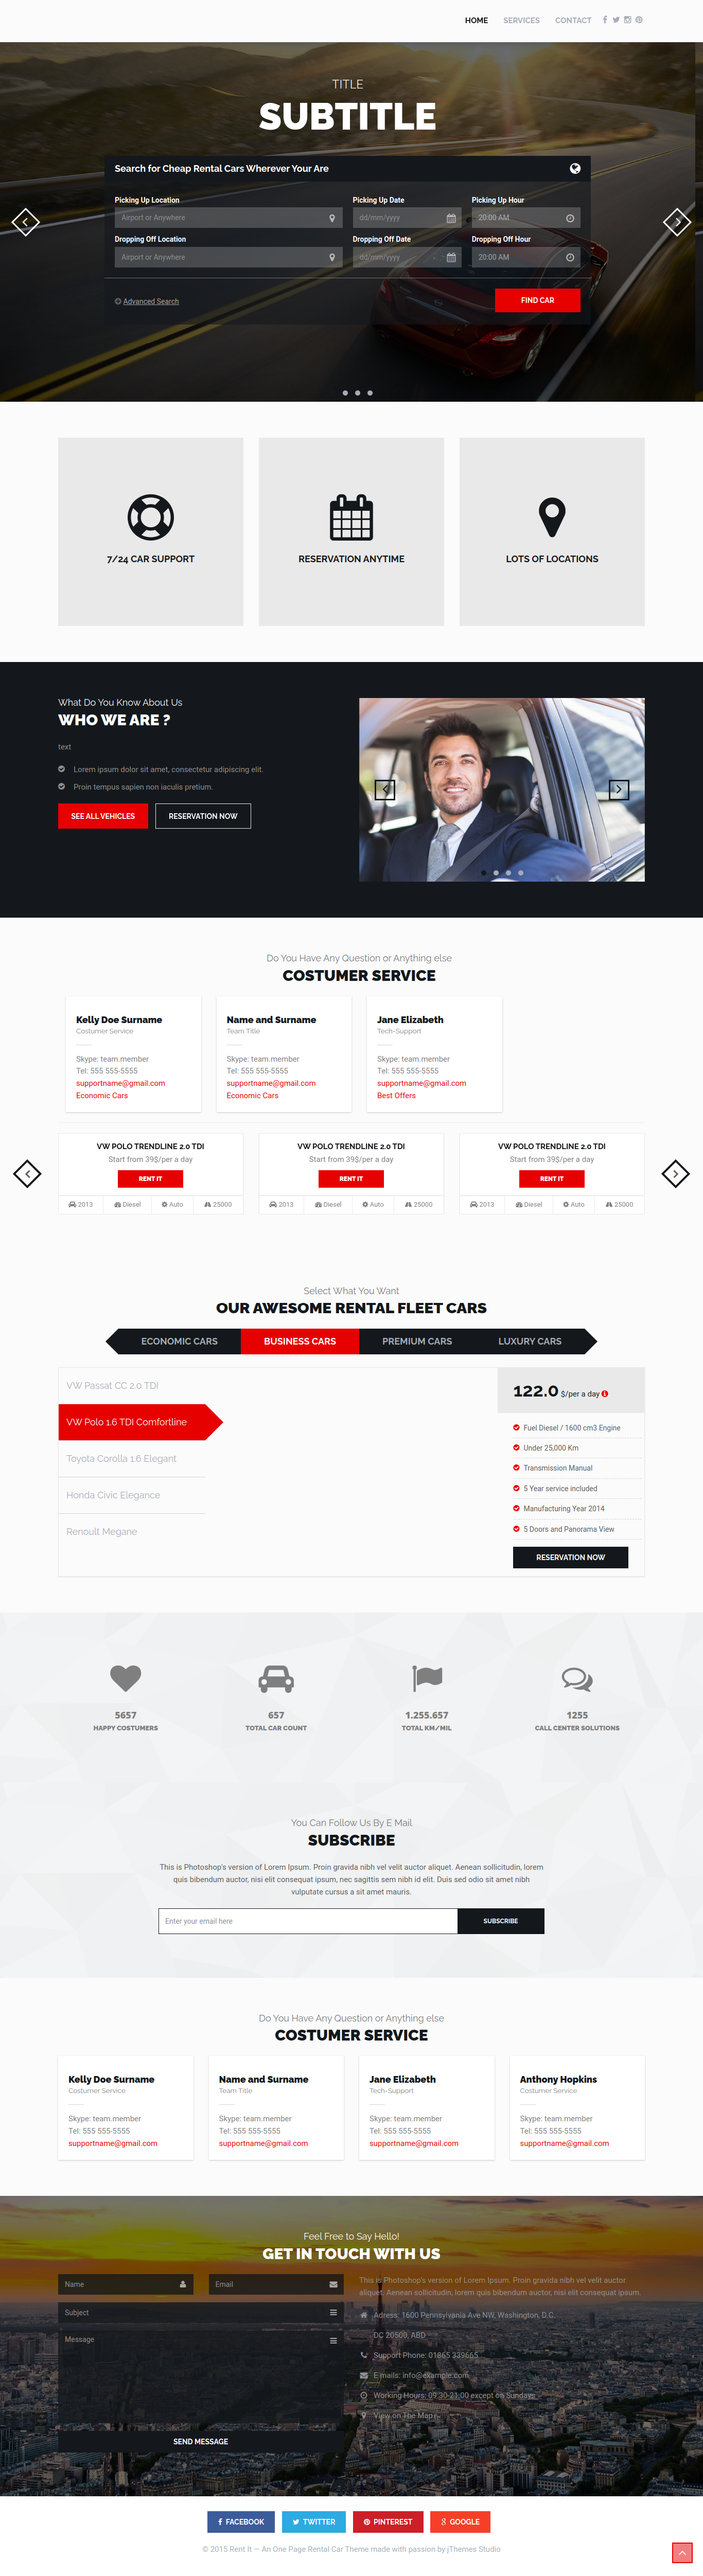 HOME SERVICES CONTACT
TITLE
SUBTITLE
Search for Cheap Rental Cars Wherever Your Are
Picking Up Location Picking Up Date Picking Up Hour
Airport or Anywhere dd/mm/yyyy 20:00 AM
Dropping Off Location Dropping Off Date Dropping Off Hour
Airport or Anywhere dd/mm/yyyy 20:00 AM
Advanced Search FIND CAR
7/24 CAR SUPPORT RESERVATION ANYTIME LOTS OF LOCATIONS
What Do You Know About Us
WHO WE ARE ?
text
Lorem ipsum dolor sit amet, consectetur adipiscing elit.
Proin tempus sapien non iaculis pretium.
SEE ALL VEHICLES RESERVATION NOW
Do You Have Any Question or Anything else
COSTUMER SERVICE
Kelly Doe Surname
Costumer Service
Skype: team.member
Tel: 555 555-5555
supportname@gmail.com
Economic Cars
Name and Surname
Team Title
Skype: team.member
Tel: 555 555-5555
supportname@gmail.com
Economic Cars
Jane Elizabeth
Tech-Support
Skype: team.member
Tel: 555 555-5555
supportname@gmail.com
Best Offers
VW POLO TRENDLINE 2.0 TDI
Start from 39$/per a day
RENT IT
2013 Diesel Auto 25000
VW POLO TRENDLINE 2.0 TDI
Start from 39$/per a day
RENT IT
2013 Diesel Auto 25000
VW POLO TRENDLINE 2.0 TDI
Start from 39$/per a day
RENT IT
2013 Diesel Auto 25000
Select What You Want
OUR AWESOME RENTAL FLEET CARS
ECONOMIC CARS BUSINESS CARS PREMIUM CARS LUXURY CARS
VW Passat CC 2.0 TDI
VW Polo 1.6 TDI Comfortline
Toyota Corolla 1.6 Elegant
Honda Civic Elegance
Renoult Megane
122.0 $/per a day
Fuel Diesel / 1600 cm3 Engine
Under 25,000 Km
Transmission Manual
5 Year service included
Manufacturing Year 2014
5 Doors and Panorama View
RESERVATION NOW
5657 657 1.255.657 1255
HAPPY COSTUMERS TOTAL CAR COUNT TOTAL KM/MIL CALL CENTER SOLUTIONS
You Can Follow Us By E Mail
SUBSCRIBE
This is Photoshop's version of Lorem Ipsum. Proin gravida nibh vel velit auctor aliquet. Aenean sollicitudin, lorem
quis bibendum auctor, nisi elit consequat ipsum, nec sagittis sem nibh id elit. Duis sed odio sit amet nibh
vulputate cursus a sit amet mauris.
Enter your email here SUBSCRIBE
Do You Have Any Question or Anything else
COSTUMER SERVICE
Kelly Doe Surname
Costumer Service
Skype: team.member
Tel: 555 555-5555
supportname@gmail.com
Name and Surname
Team Title
Skype: team.member
Tel: 555 555-5555
supportname@gmail.com
Jane Elizabeth
Tech-Support
Skype: team.member
Tel: 555 555-5555
supportname@gmail.com
Anthony Hopkins
Costumer Service
Skype: team.member
Tel: 555 555-5555
supportname@gmail.com
Feel Free to Say Hello!
GET IN TOUCH WITH US
Name Email
Subject
Message
SEND MESSAGE
This is Photoshop's version of Lorem Ipsum. Proin gravida nibh vel velit auctor
aliquet. Aenean sollicitudin, lorem quis bibendum auctor, nisi elit consequat ipsum.
Adress: 1600 Pennsylvania Ave NW, Washington, D.C.
DC 20500, ABD
Support Phone: 01865 339665
E mails: info@example.com
Working Hours: 09:30-21:00 except on Sundays
View on The Map
FACEBOOK TWITTER PINTEREST GOOGLE
© 2015 Rent It — An One Page Rental Car Theme made with passion by jThemes Studio